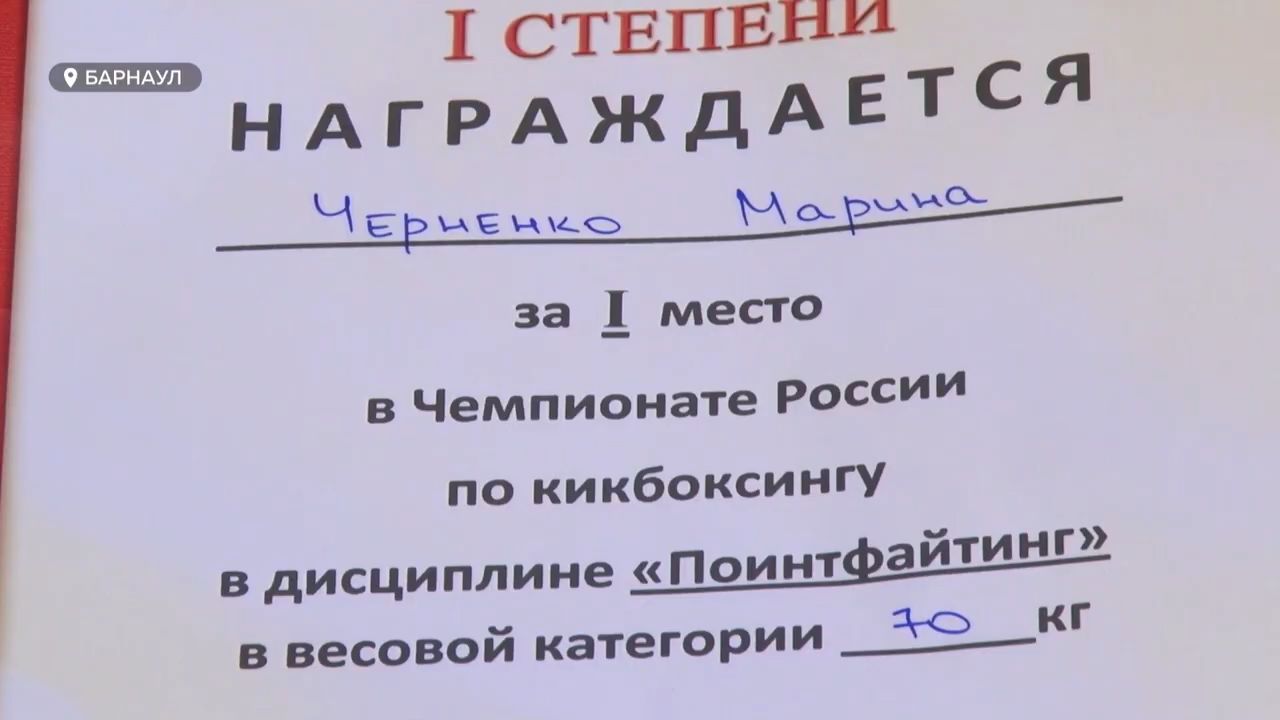 I СТЕПЕНИ
БАРНАУЛ
НАГРАЖДАЕТСЯ
Черненко Марина
за I место
в Чемпионате России
по кикбоксингу
в дисциплине «Поинтфайтинг»
в весовой категории 70 кг